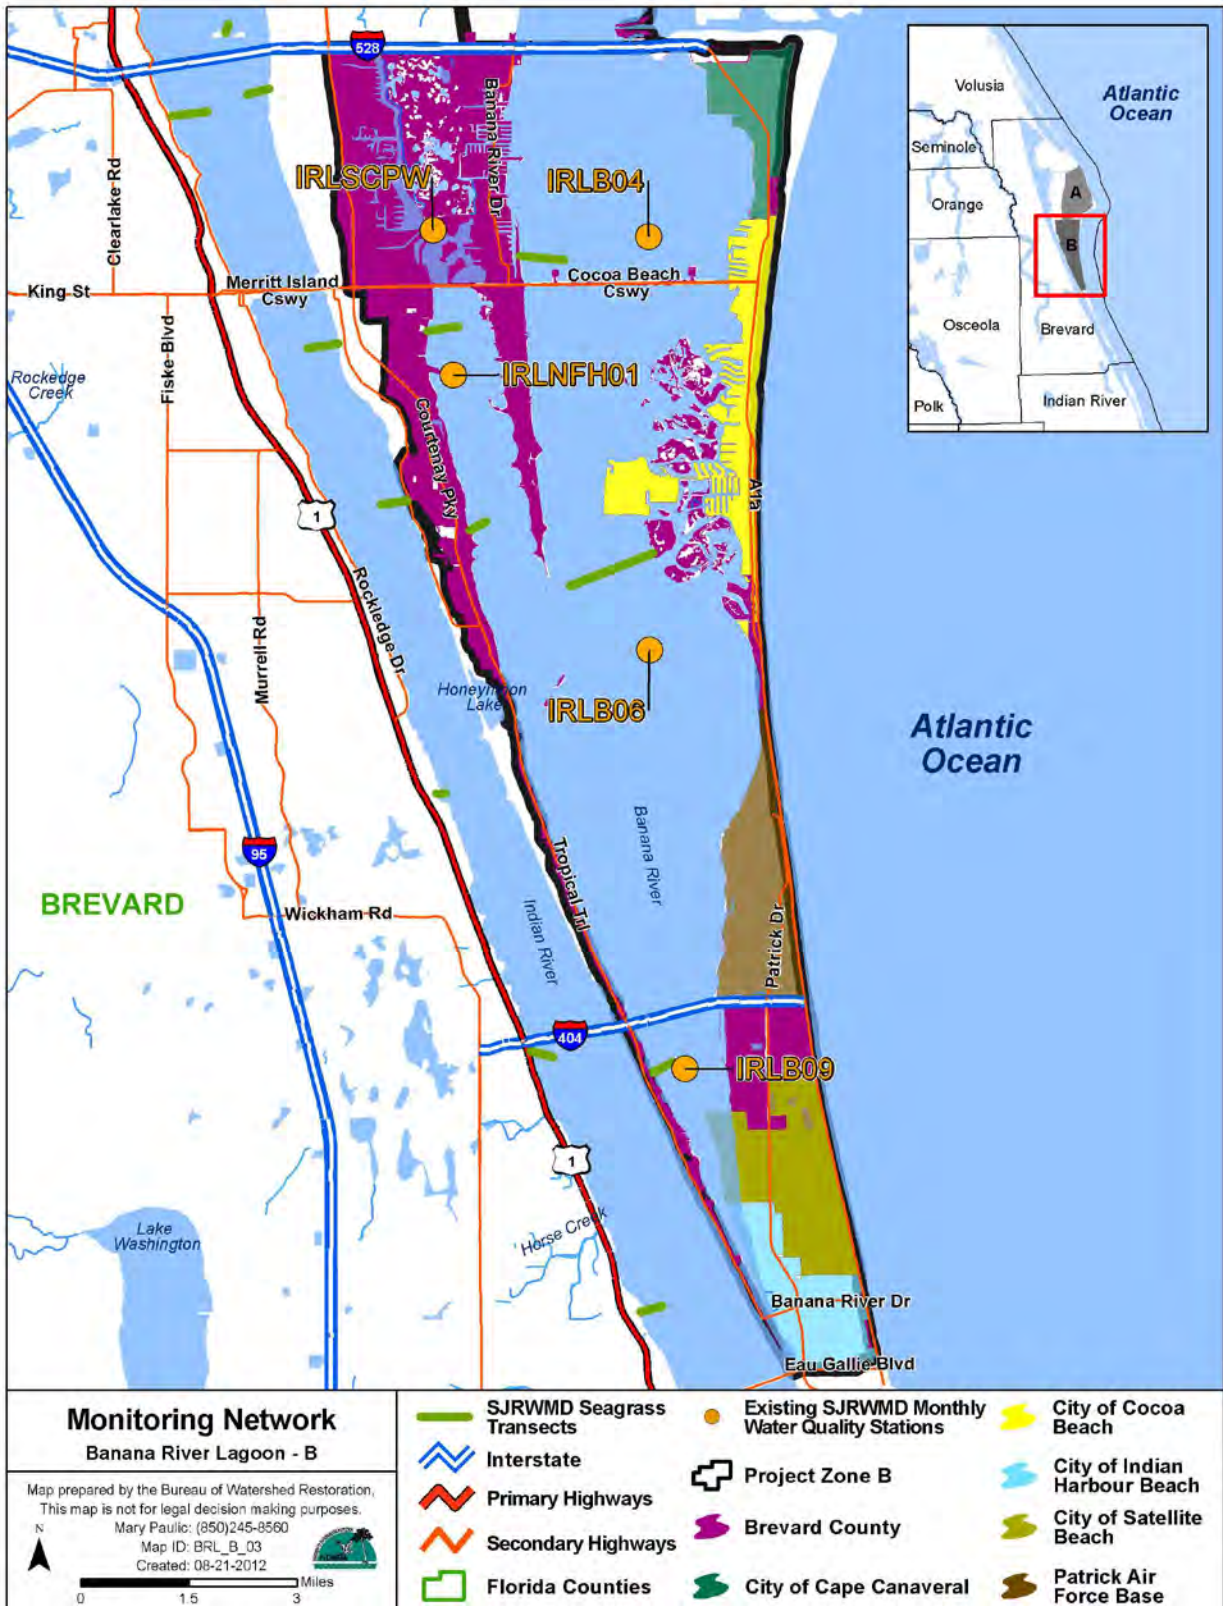 528
Volusia
Atlantic
Ocean
Seminole
Orange
A
B
Osceola
Brevard
Polk
Indian River
Clearlake Rd
Banana River Dr
IRLSCPW
IRLB04
King St
Merritt Island
Cswy
Cocoa Beach
Cswy
Fiske Blvd
Rockedge
Creek
IRLNFH01
Courtenay Pky
A1a
1
Rockledge Dr
Murrell Rd
Honeymoon
Lake
IRLB06
Atlantic
Ocean
Banana River
95
Tropical Trl
BREVARD
Wickham Rd
Indian River
Patrick Dr
404
IRLB09
1
Horse Creek
Lake
Washington
Banana River Dr
Eau Gallie Blvd
Monitoring Network
Banana River Lagoon - B
Map prepared by the Bureau of Watershed Restoration,
This map is not for legal decision making purposes.
Mary Paulic: (850)245-8560
Map ID: BRL_B_03
Created: 08-21-2012
N
Miles
0 1.5 3
SJRWMD Seagrass
Transects
Interstate
Primary Highways
Secondary Highways
Florida Counties
Existing SJRWMD Monthly
Water Quality Stations
Project Zone B
Brevard County
City of Cape Canaveral
City of Cocoa
Beach
City of Indian
Harbour Beach
City of Satellite
Beach
Patrick Air
Force Base